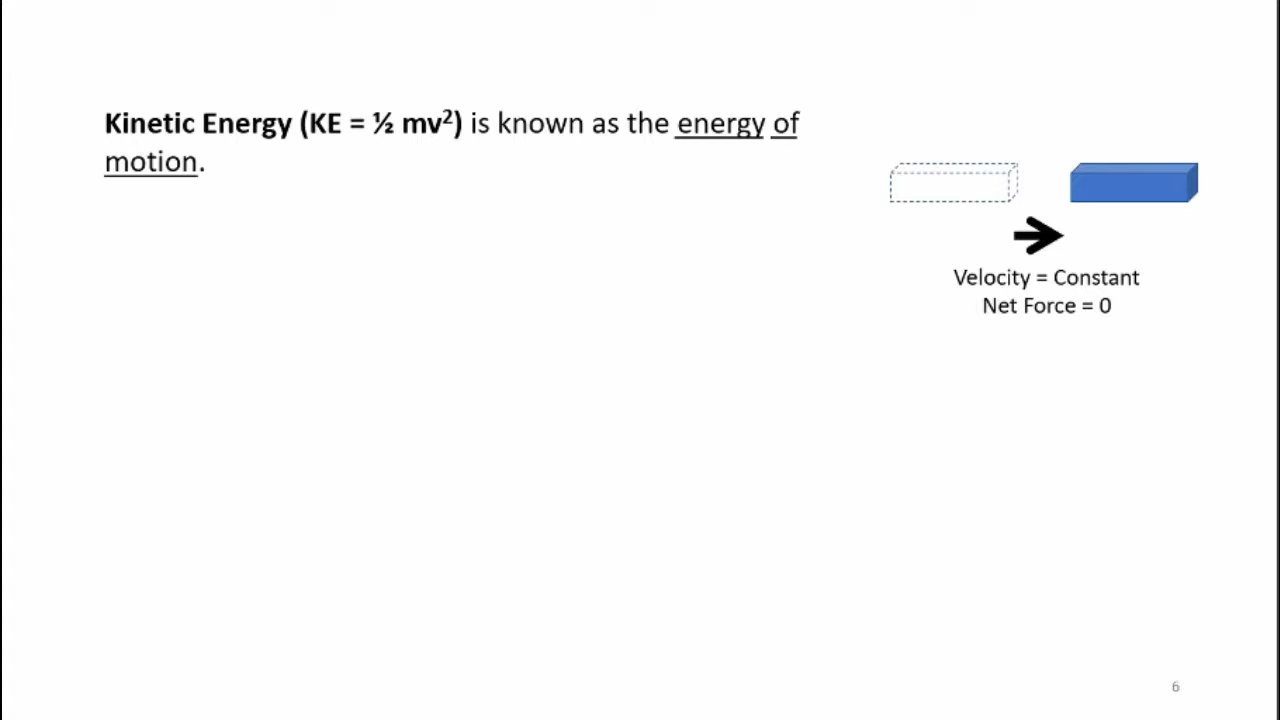 Kinetic Energy (KE = ½ mv²) is known as the energy of
motion.
Velocity = Constant
Net Force = 0
6